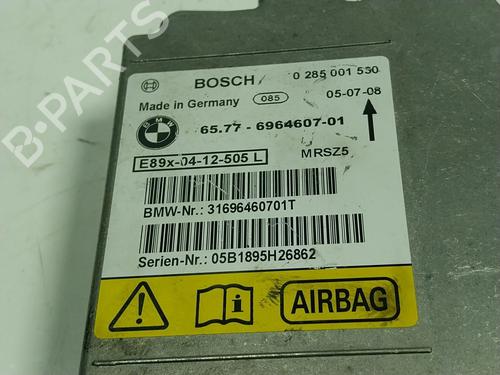 BOSCH 0 285 001 530
Made in Germany 085 05-07-08
BMW 65.77 - 6964607-01
E89x-04-12-505 L MRSZ5
BMW-Nr.: 31696460701T
Serien-Nr.: 05B1895H26862
AIRBAG
B-PARTS